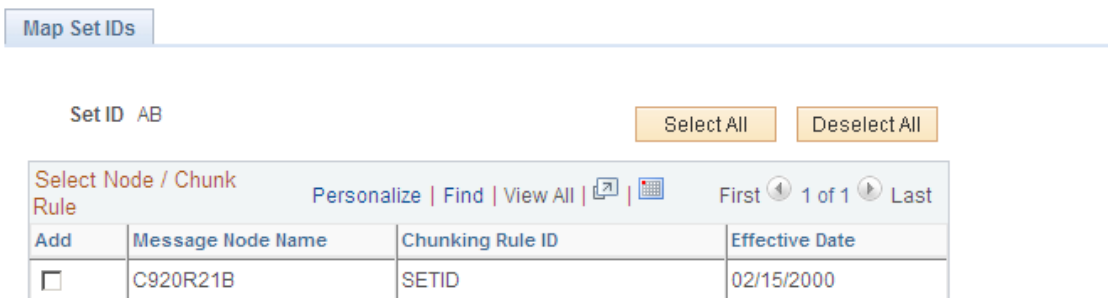 Map Set IDs
Set ID AB
Select All Deselect All
Select Node / Chunk
Rule
Personalize | Find | View All | | First 1 of 1 Last
Add Message Node Name Chunking Rule ID Effective Date
C920R21B SETID 02/15/2000